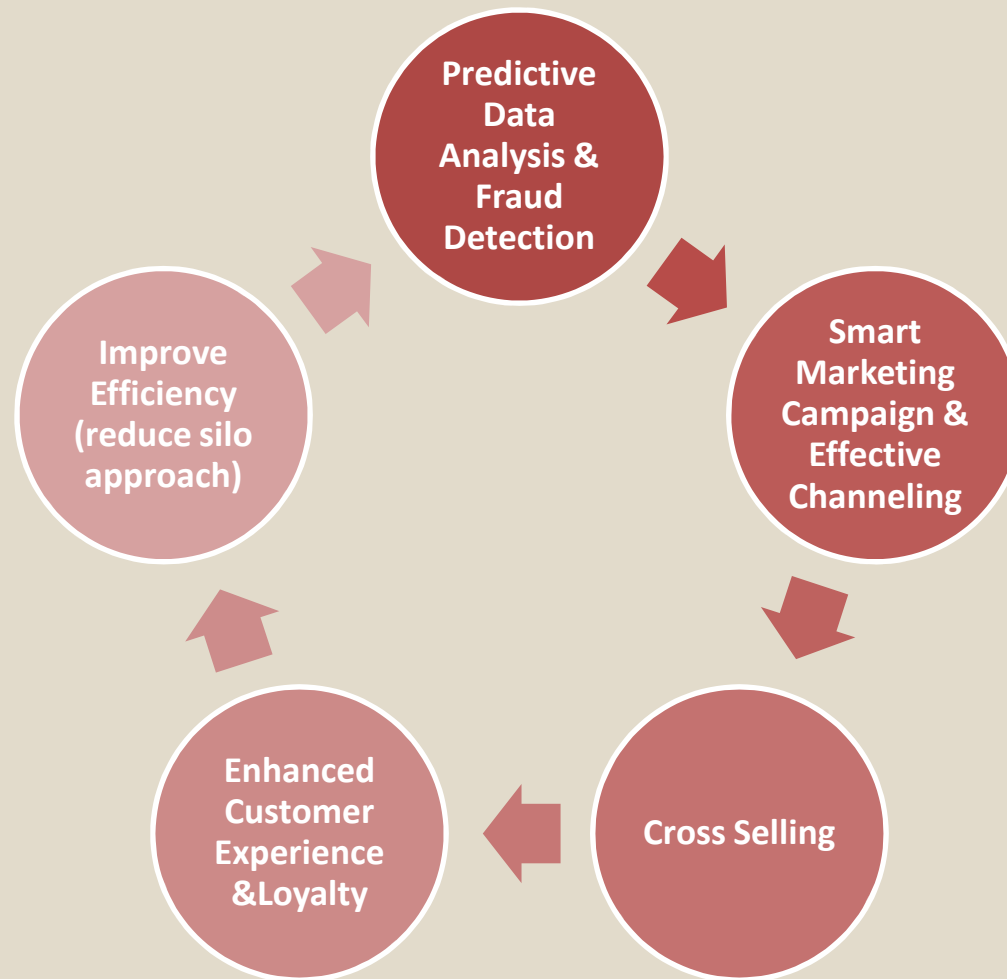 Predictive
Data
Analysis &
Fraud
Detection
Smart
Marketing
Campaign &
Effective
Channeling
Cross Selling
Enhanced
Customer
Experience
&Loyalty
Improve
Efficiency
(reduce silo
approach)